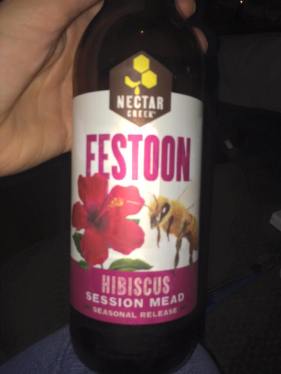 NECTAR
CREEK
FESTOON
HIBISCUS
SESSION MEAD
SEASONAL RELEASE